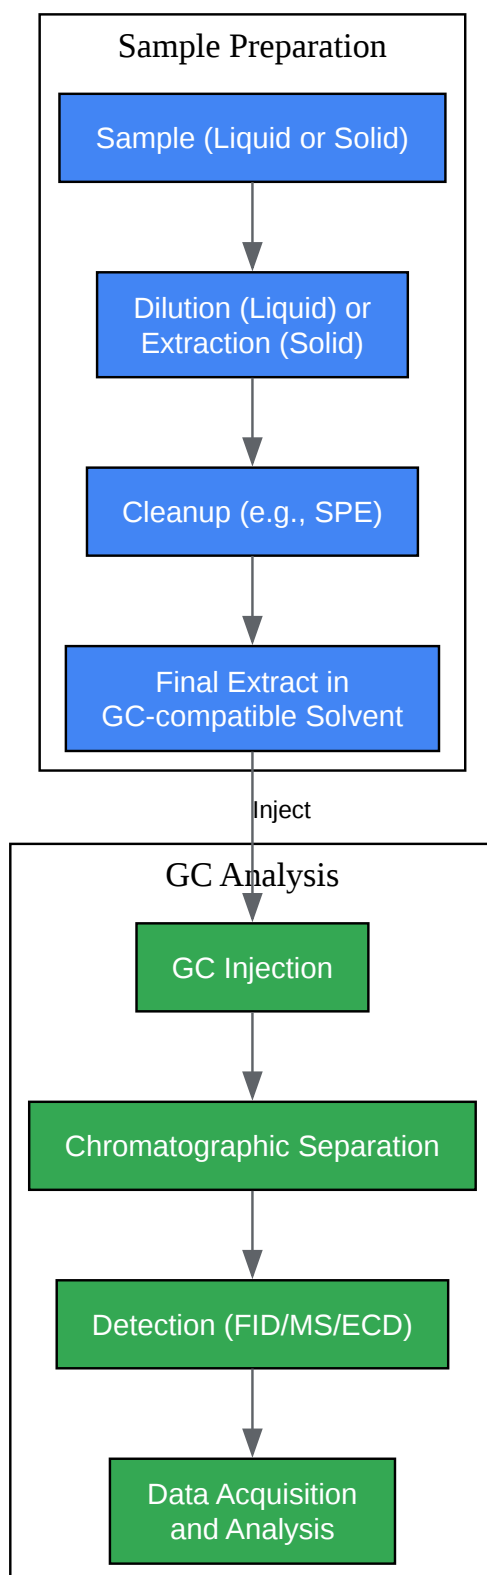 Sample Preparation
Sample (Liquid or Solid)
Dilution (Liquid) or
Extraction (Solid)
Cleanup (e.g., SPE)
Final Extract in
GC-compatible Solvent
Inject
GC Analysis
GC Injection
Chromatographic Separation
Detection (FID/MS/ECD)
Data Acquisition
and Analysis